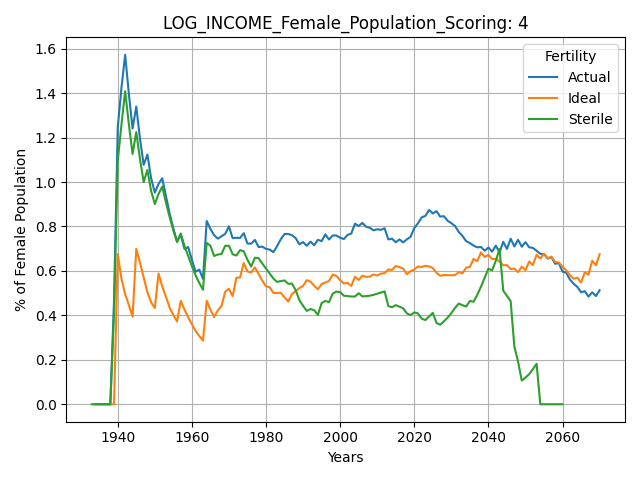 LOG_INCOME_Female_Population_Scoring: 4
Fertility
Actual
Ideal
Sterile
% of Female Population
1.6
1.4
1.2
1.0
0.8
0.6
0.4
0.2
0.0
1940 1960 1980 2000 2020 2040 2060
Years